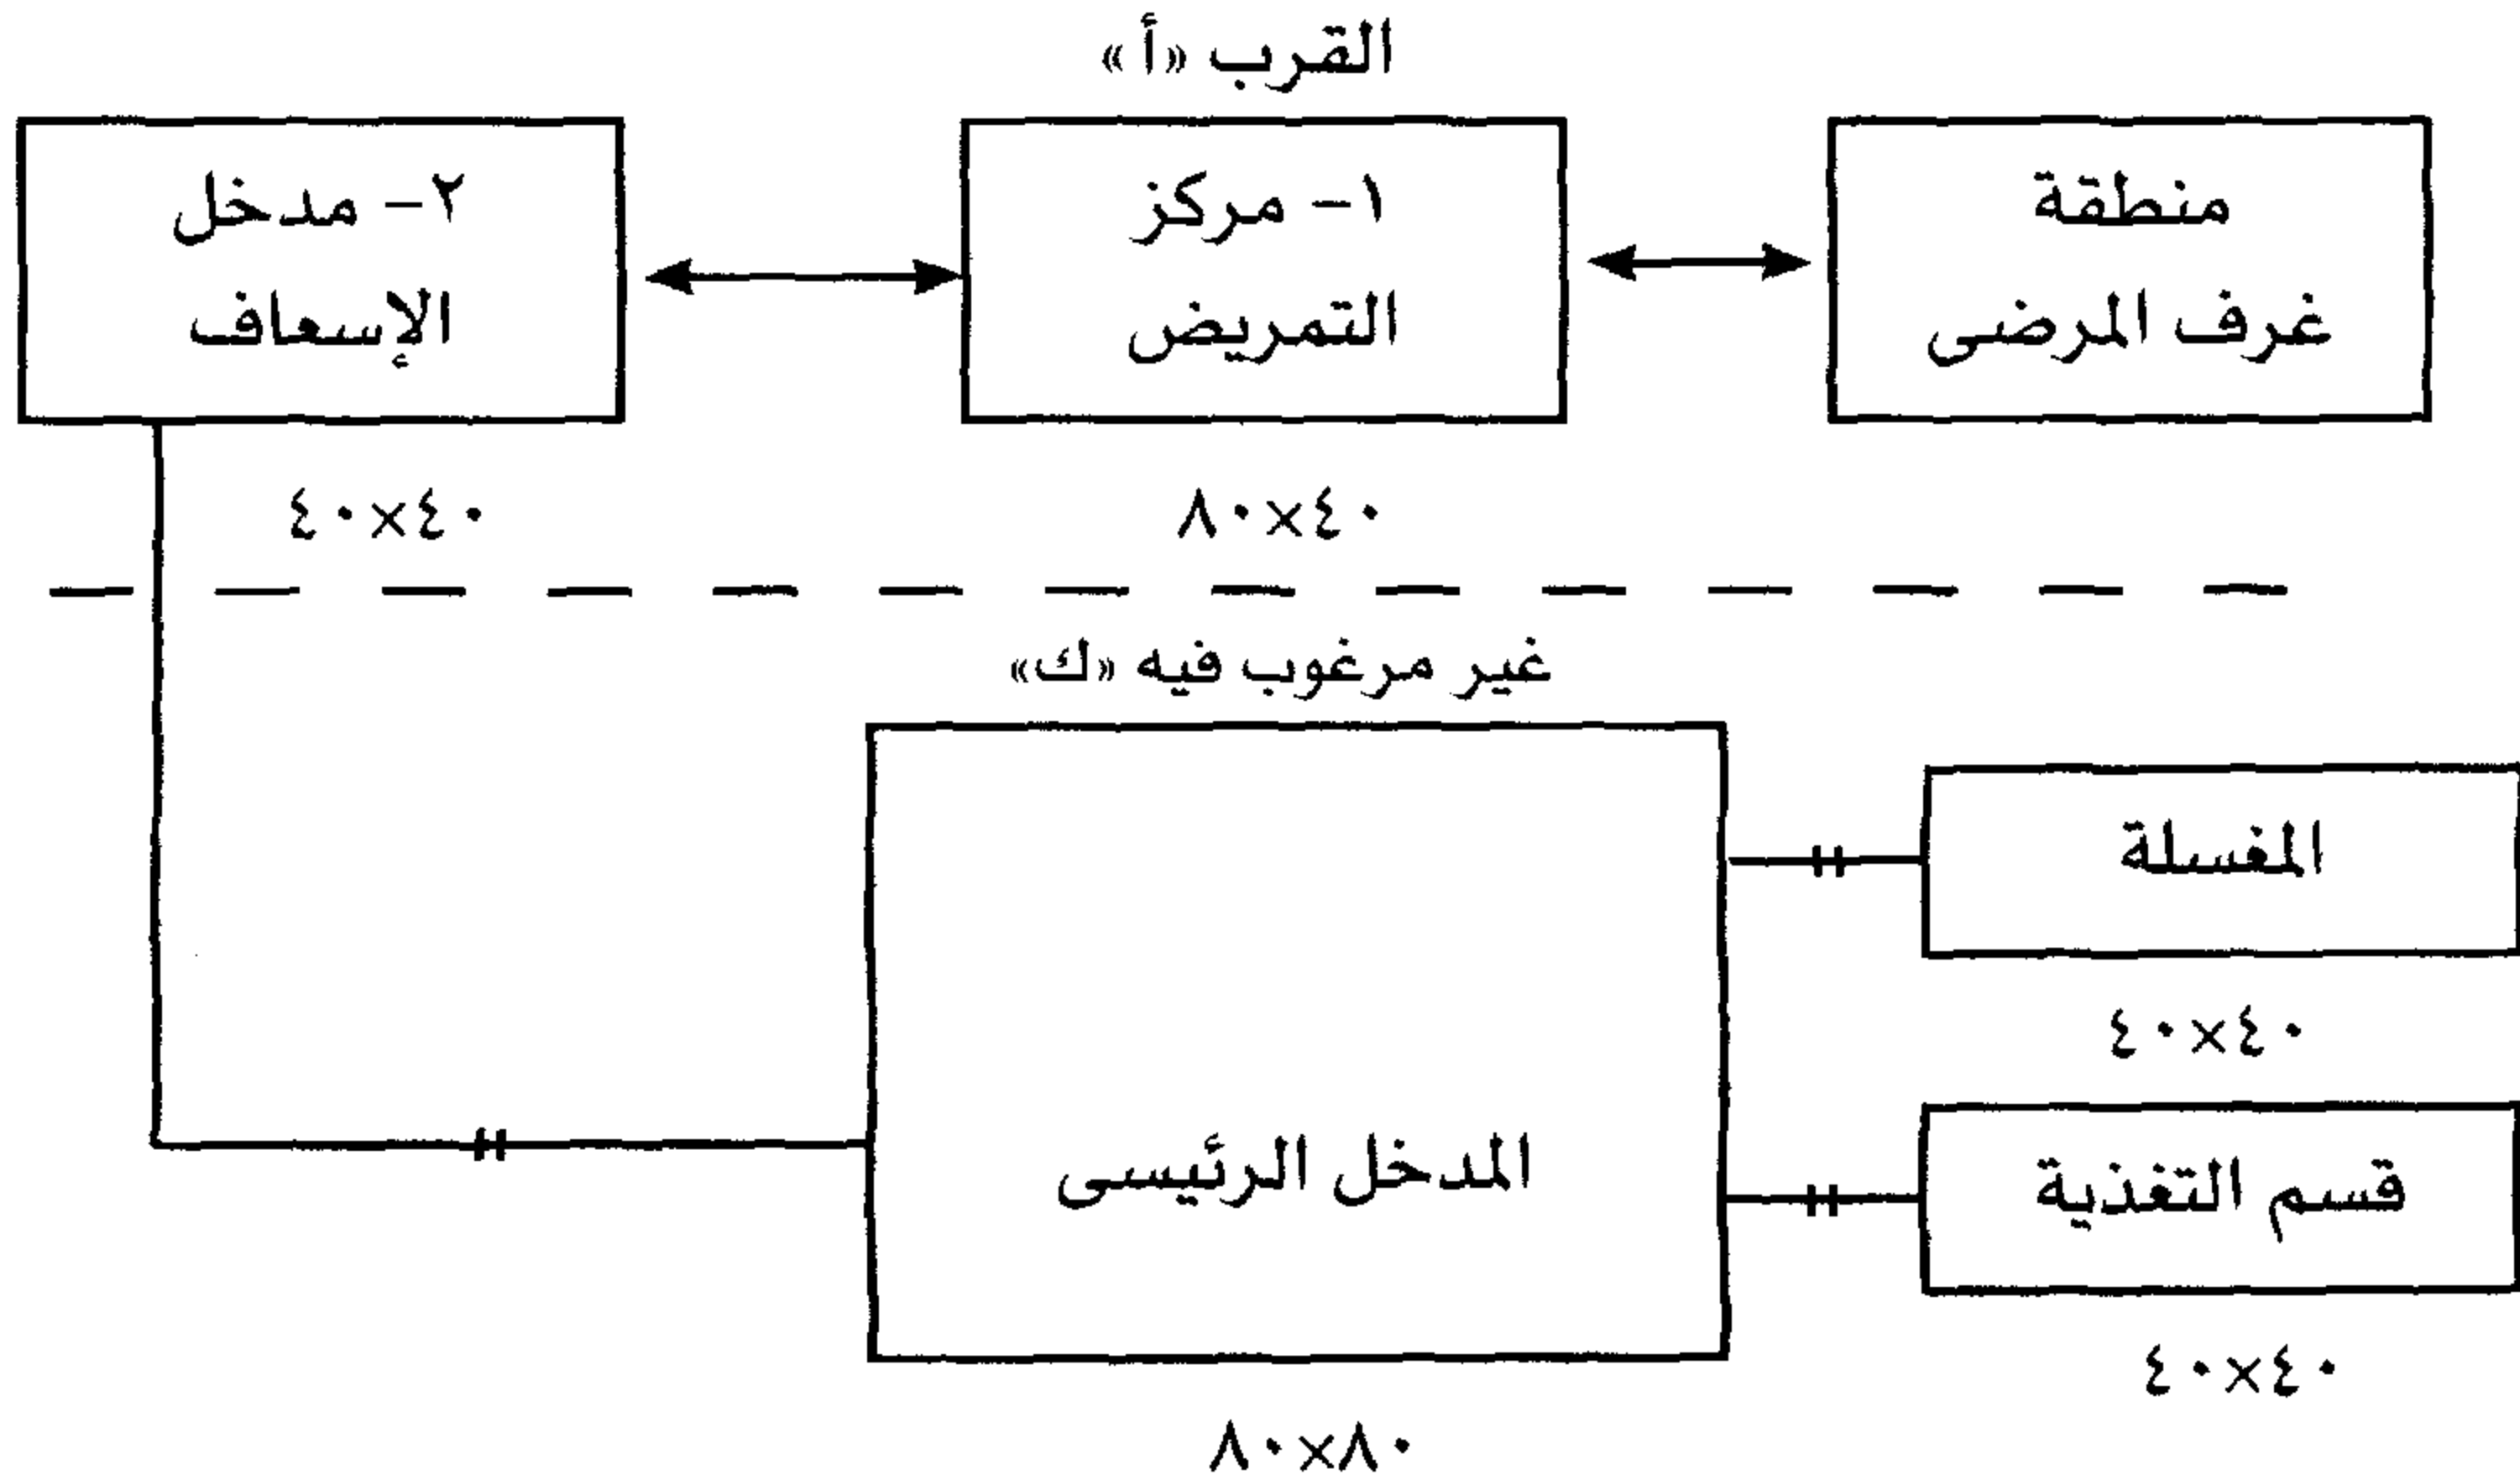 القرب «أ»
منطقة
غرف المرضى
١- مركز
التمريض
٢- مدخل
الإسعاف
٨٠×٤٠
٤٠×٤٠
غير مرغوب فيه «ك»
المغسلة
٤٠×٤٠
المدخل الرئيسى
قسم التغذية
٤٠×٤٠
٨٠×٨٠